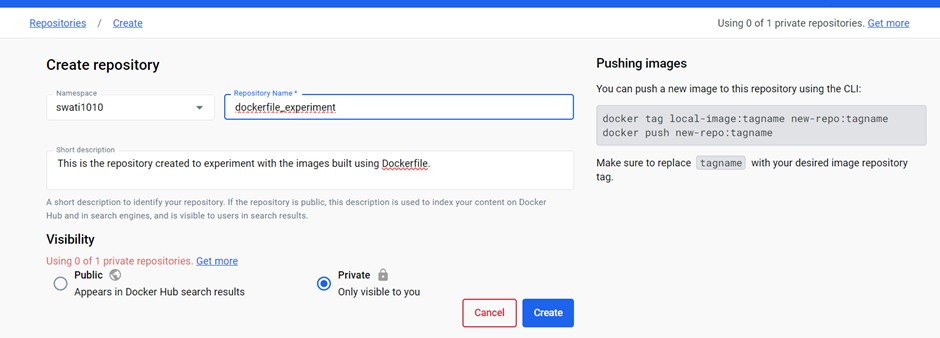 Repositories / Create
Using 0 of 1 private repositories. Get more
Create repository
Namespace
swati1010
Repository Name *
dockerfile_experiment
Short description
This is the repository created to experiment with the images built using Dockerfile.
A short description to identify your repository. If the repository is public, this description is used to index your content on Docker
Hub and in search engines, and is visible to users in search results.
Visibility
Using 0 of 1 private repositories. Get more
Public
Appears in Docker Hub search results
Private
Only visible to you
Cancel
Create
Pushing images
You can push a new image to this repository using the CLI:
docker tag local-image:tagname new-repo:tagname
docker push new-repo:tagname
Make sure to replace tagname with your desired image repository
tag.